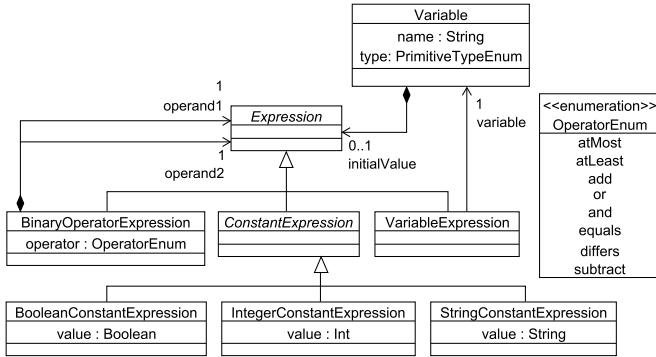 Variable
name : String
type: PrimitiveTypeEnum
1
operand1
Expression
1
variable
<<enumeration>>
OperatorEnum
atMost
atLeast
add
or
and
equals
differs
subtract
0..1
initialValue
1
operand2
BinaryOperatorExpression
operator : OperatorEnum
ConstantExpression
VariableExpression
BooleanConstantExpression
value : Boolean
IntegerConstantExpression
value : Int
StringConstantExpression
value : String